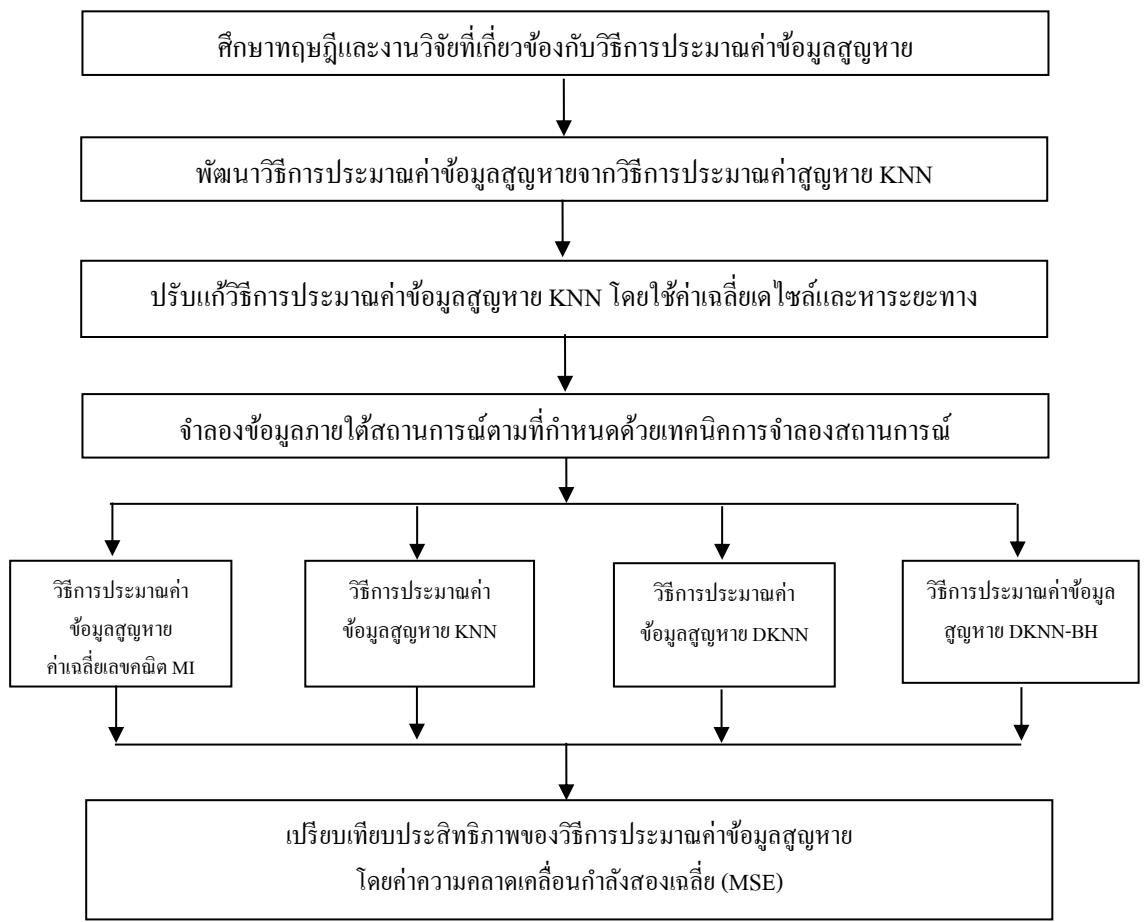 ศึกษาทฤษฎีและงานวิจัยที่เกี่ยวข้องกับวิธีการประมาณค่าข้อมูลสูญหาย
พัฒนาวิธีการประมาณค่าข้อมูลสูญหายจากวิธีการประมาณค่าสูญหาย KNN
ปรับแก้วิธีการประมาณค่าข้อมูลสูญหาย KNN โดยใช้ค่าเฉลี่ยเดไซล์และหาระยะทาง
จำลองข้อมูลภายใต้สถานการณ์ตามที่กำหนดด้วยเทคนิคการจำลองสถานการณ์
วิธีการประมาณค่า
ข้อมูลสูญหาย
ค่าเฉลี่ยเลขคณิต MI
วิธีการประมาณค่า
ข้อมูลสูญหาย KNN
วิธีการประมาณค่า
ข้อมูลสูญหาย DKNN
วิธีการประมาณค่าข้อมูล
สูญหาย DKNN-BH
เปรียบเทียบประสิทธิภาพของวิธีการประมาณค่าข้อมูลสูญหาย
โดยค่าความคลาดเคลื่อนกำลังสองเฉลี่ย (MSE)